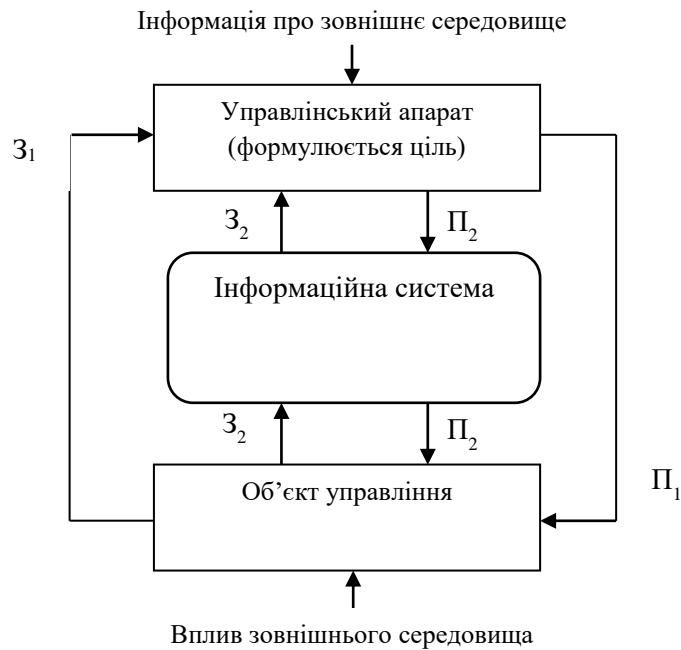 Інформація про зовнішнє середовище
Управлінський апарат
(формулюється ціль)
З₁
З₂
П₂
Інформаційна система
З₂
П₂
Об’єкт управління
П₁
Вплив зовнішнього середовища